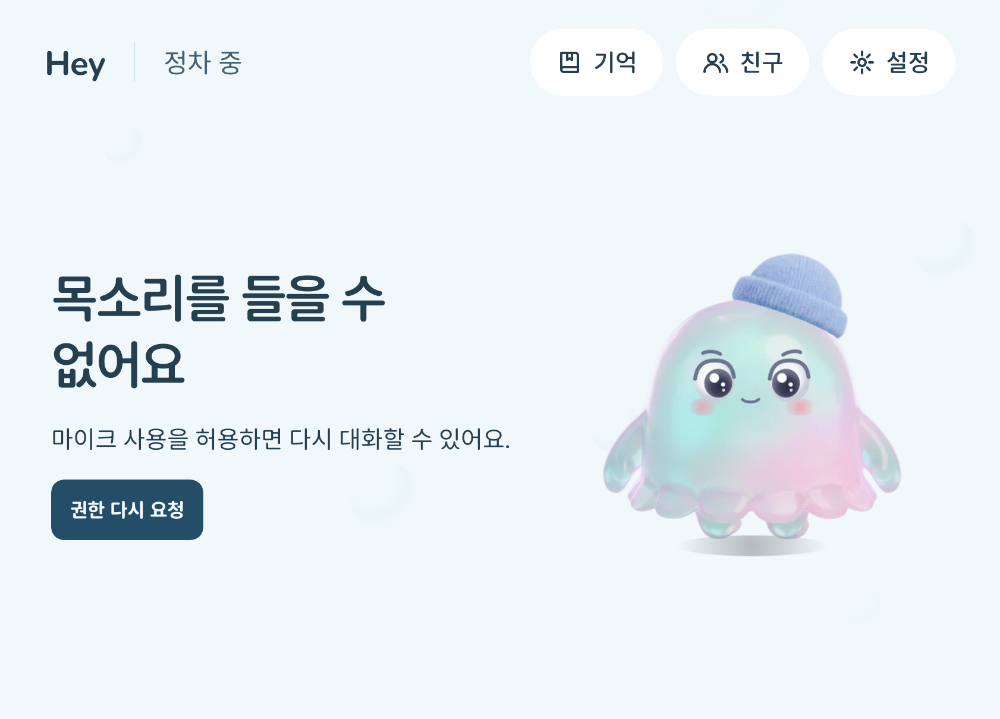 Hey
정차 중
기억
친구
설정
목소리를 들을 수
없어요
마이크 사용을 허용하면 다시 대화할 수 있어요.
권한 다시 요청